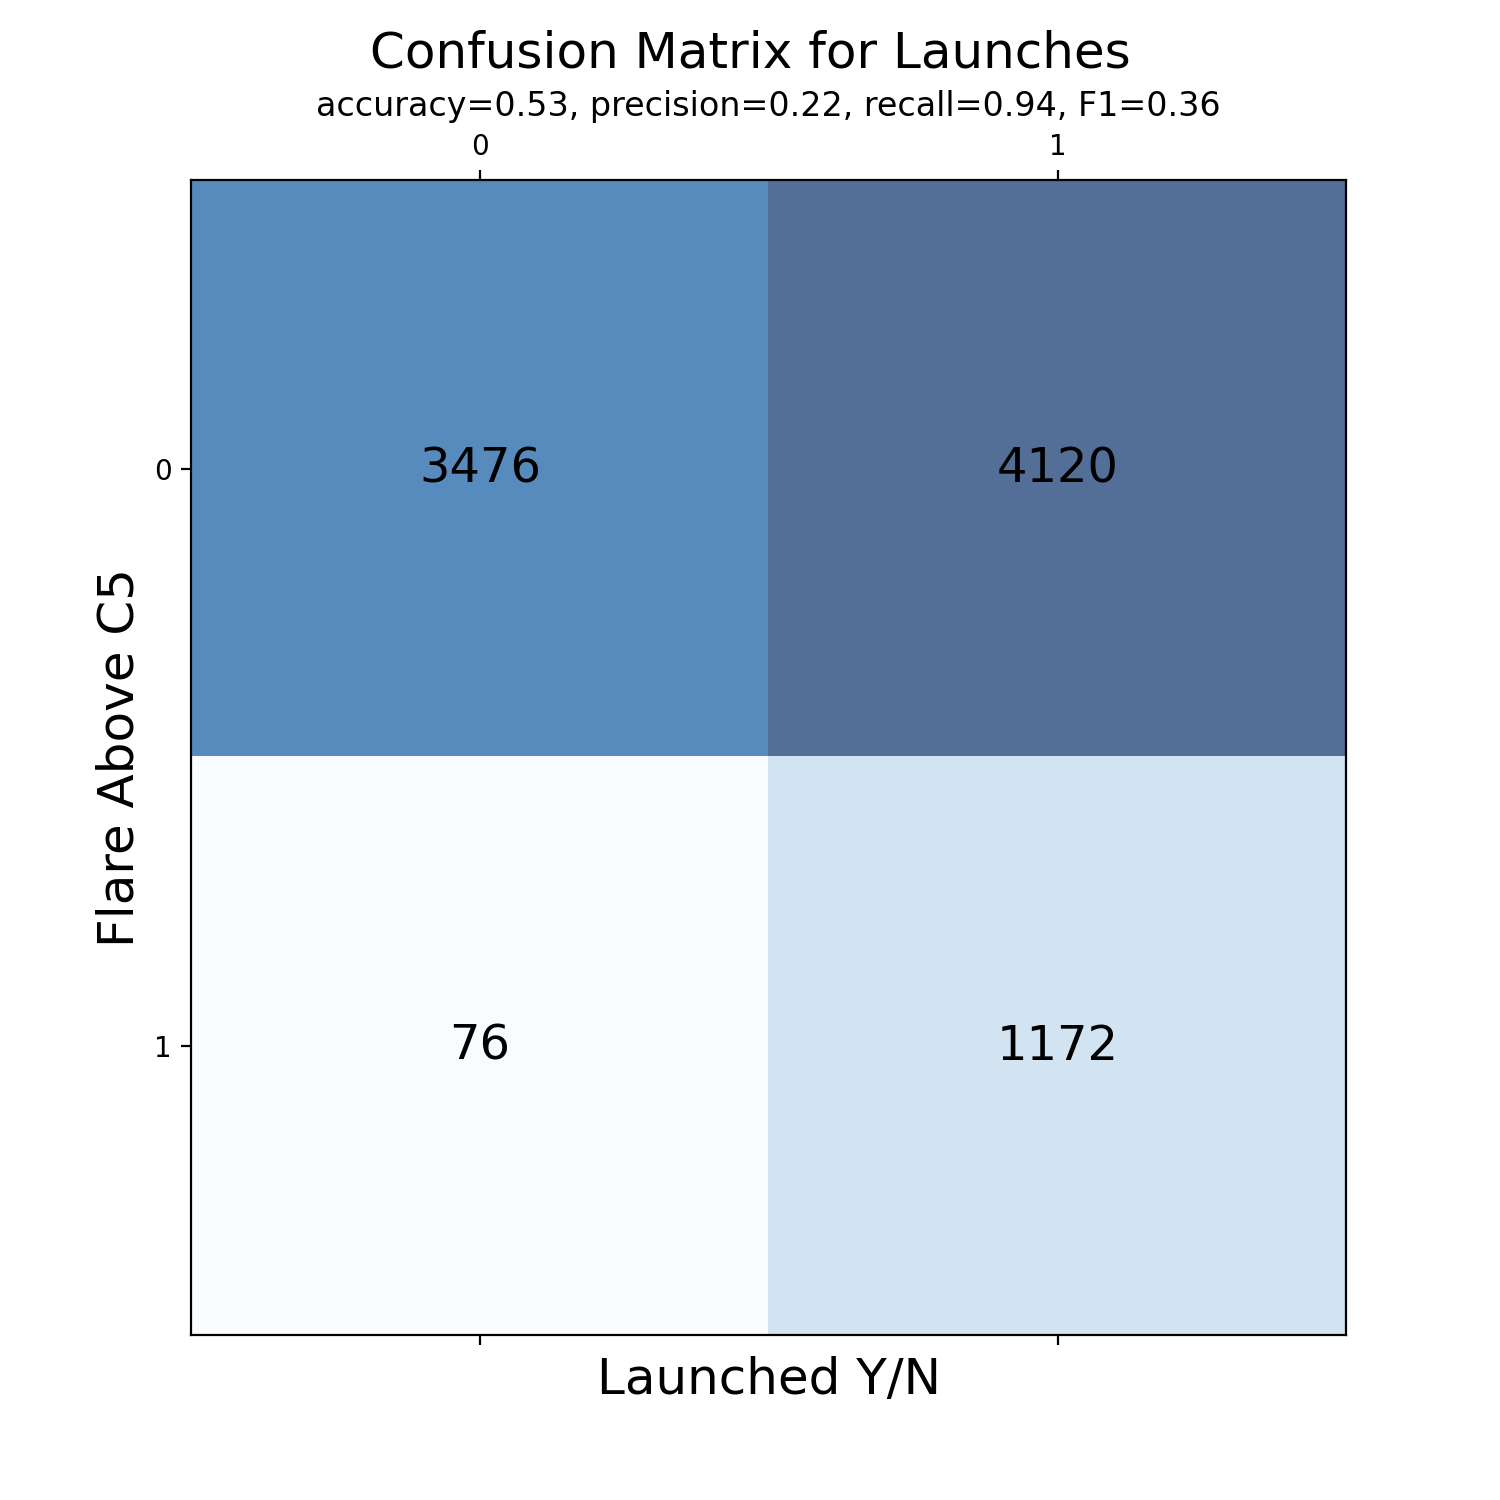 Confusion Matrix for Launches
accuracy=0.53, precision=0.22, recall=0.94, F1=0.36
0 1
0 3476 4120
Flare Above C5
1 76 1172
Launched Y/N